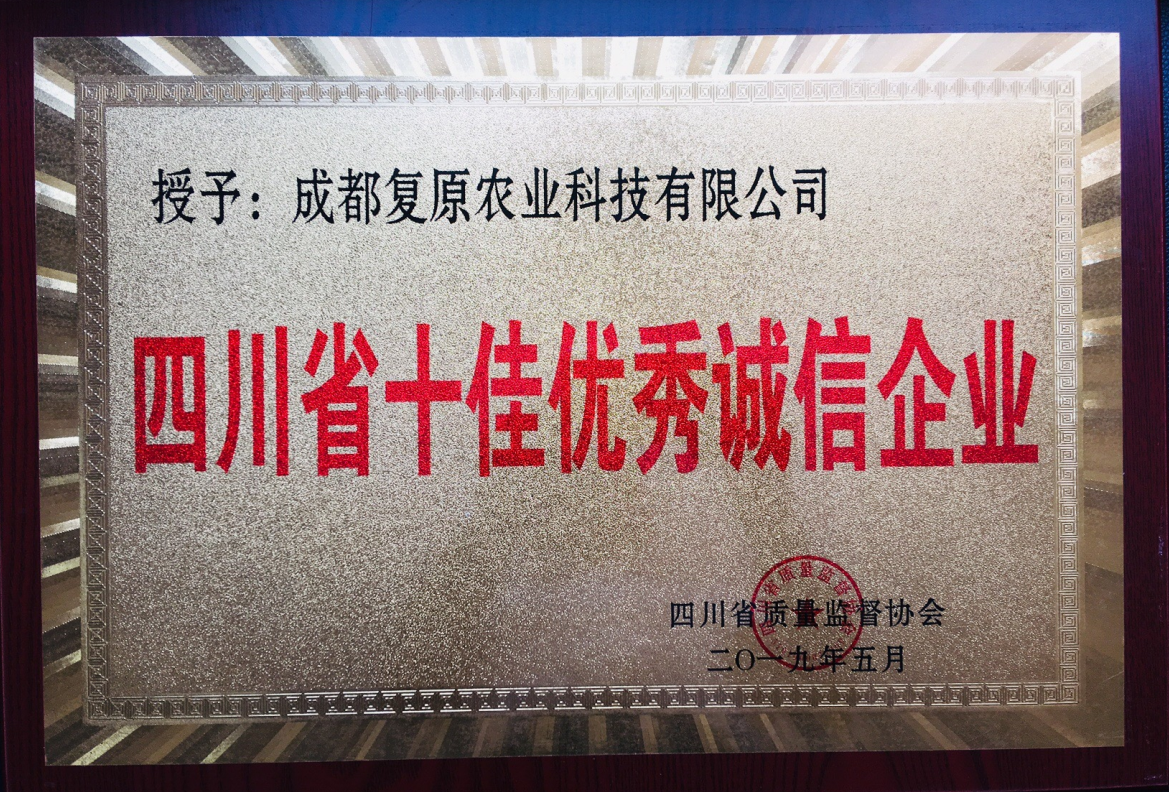 授予：成都复原农业科技有限公司
四川省十佳优秀诚信企业
四川省质量监督协会
二〇一九年五月